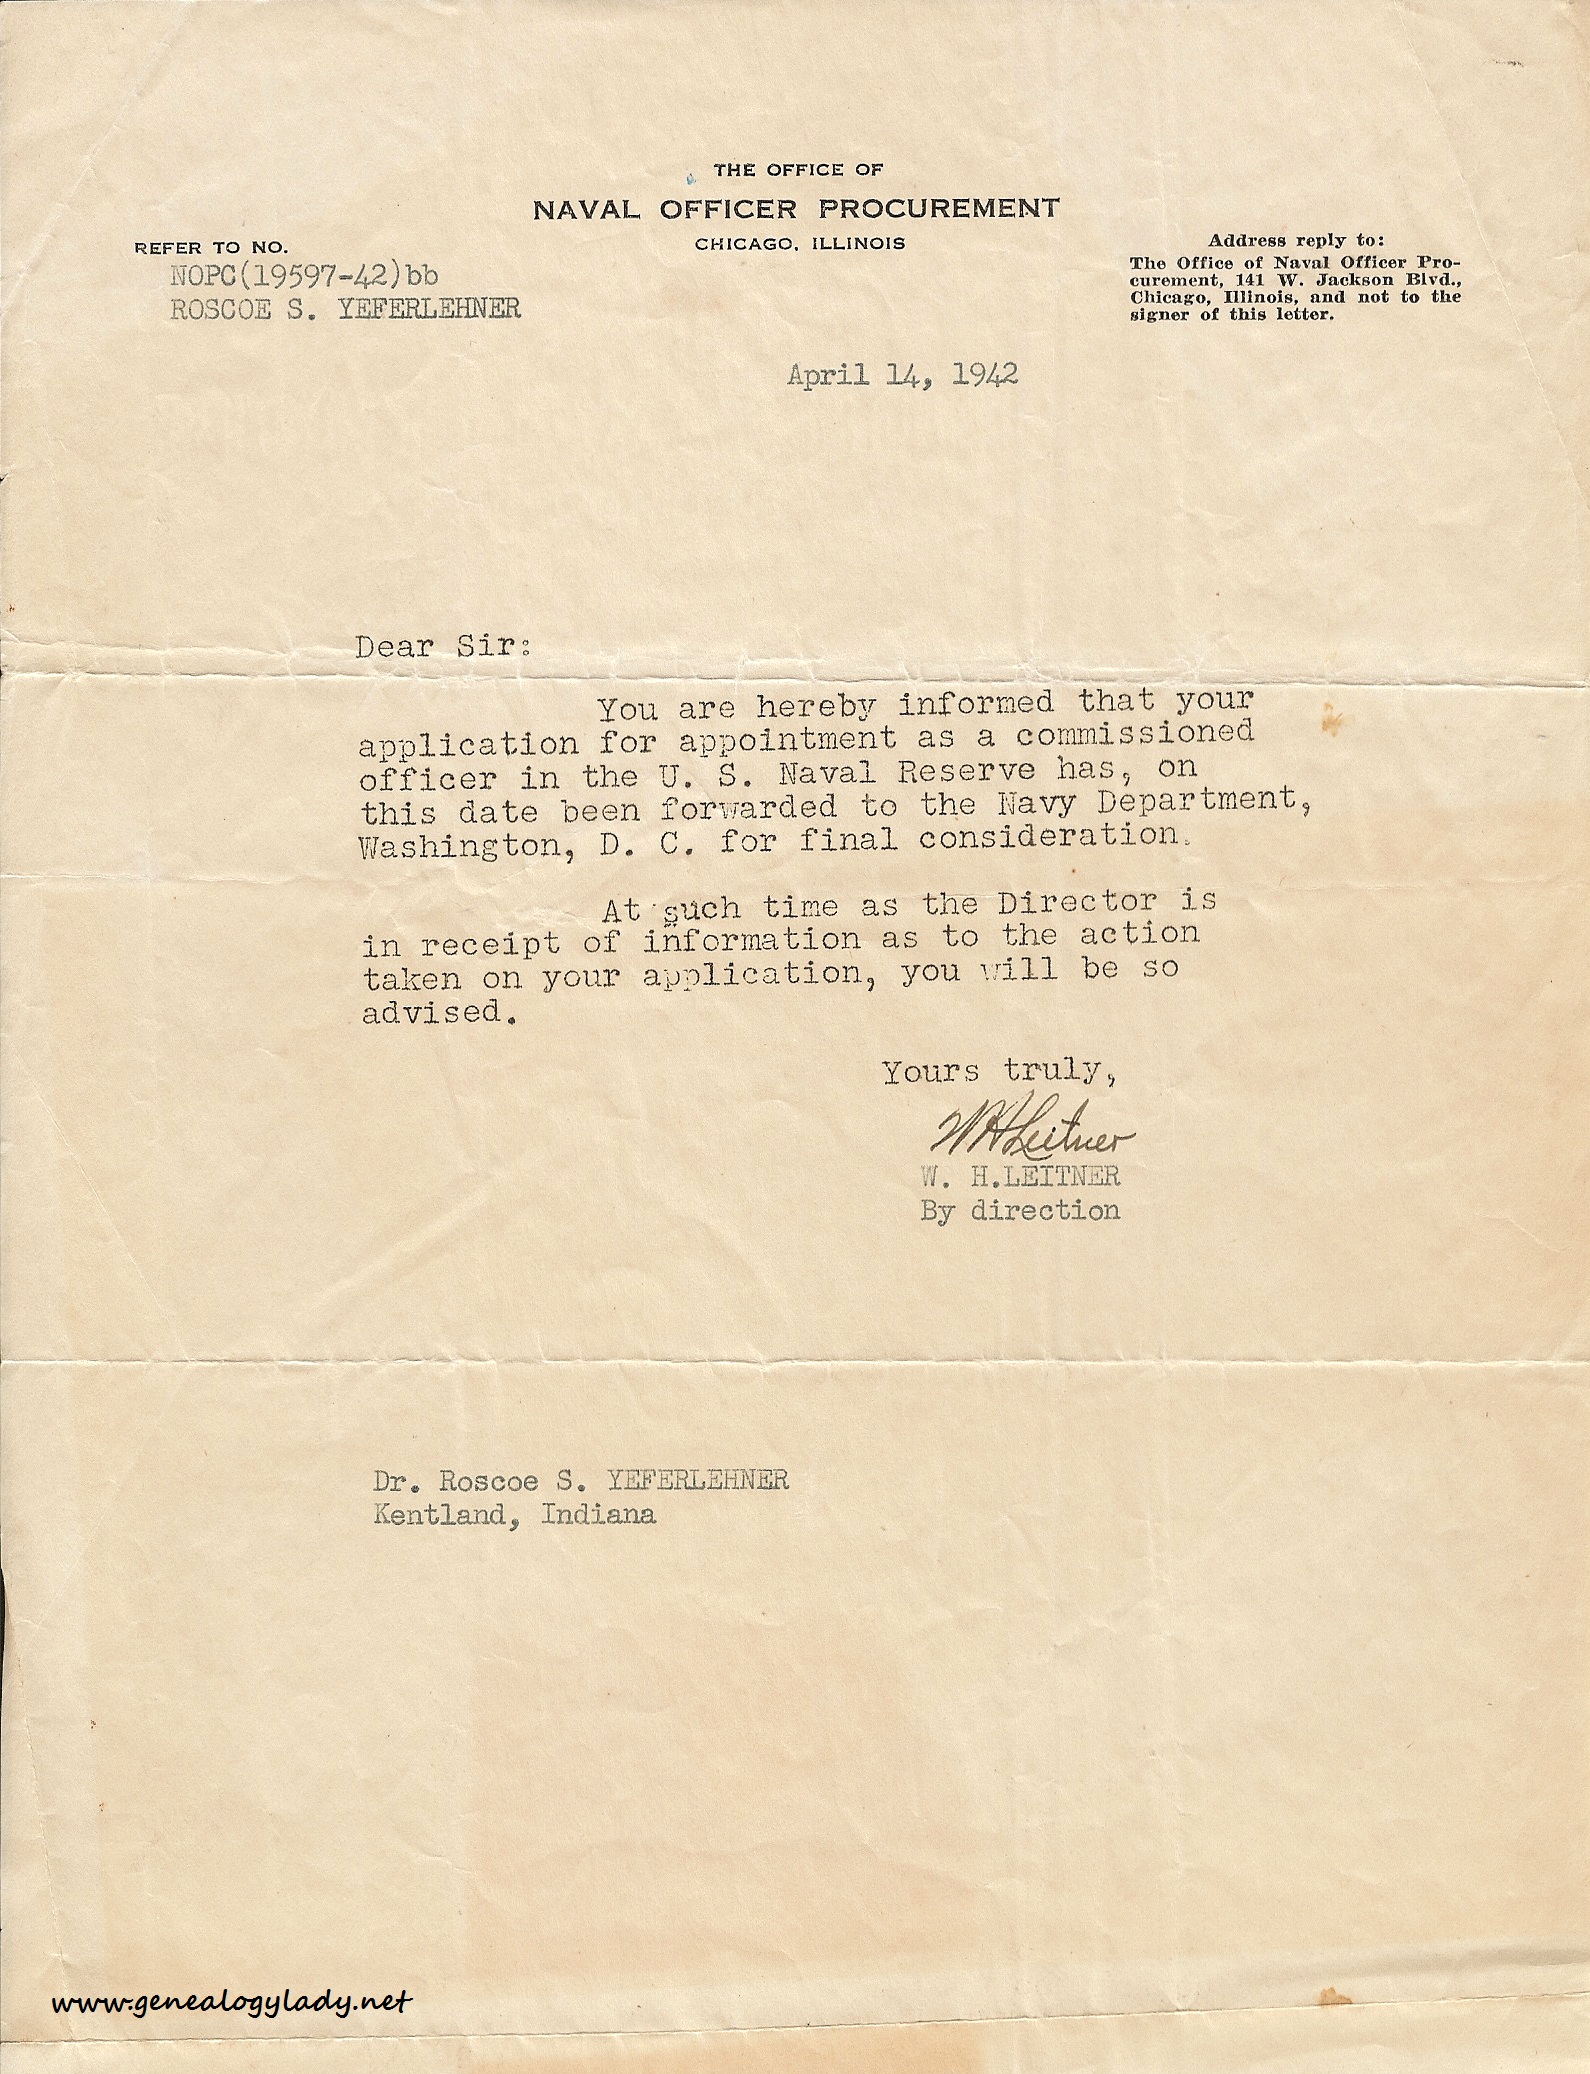 THE OFFICE OF
NAVAL OFFICER PROCUREMENT
CHICAGO, ILLINOIS
REFER TO NO.
NOPC(19597-42)bb
ROSCOE S. YEFERLEHNER
Address reply to:
The Office of Naval Officer Pro-
curement, 141 W. Jackson Blvd.,
Chicago, Illinois, and not to the
signer of this letter.
April 14, 1942
Dear Sir:
You are hereby informed that your
application for appointment as a commissioned
officer in the U. S. Naval Reserve has, on
this date been forwarded to the Navy Department,
Washington, D. C. for final consideration.
At such time as the Director is
in receipt of information as to the action
taken on your application, you will be so
advised.
Yours truly,
W H Leitner
W. H.LEITNER
By direction
Dr. Roscoe S. YEFERLEHNER
Kentland, Indiana
www.genealogylady.net